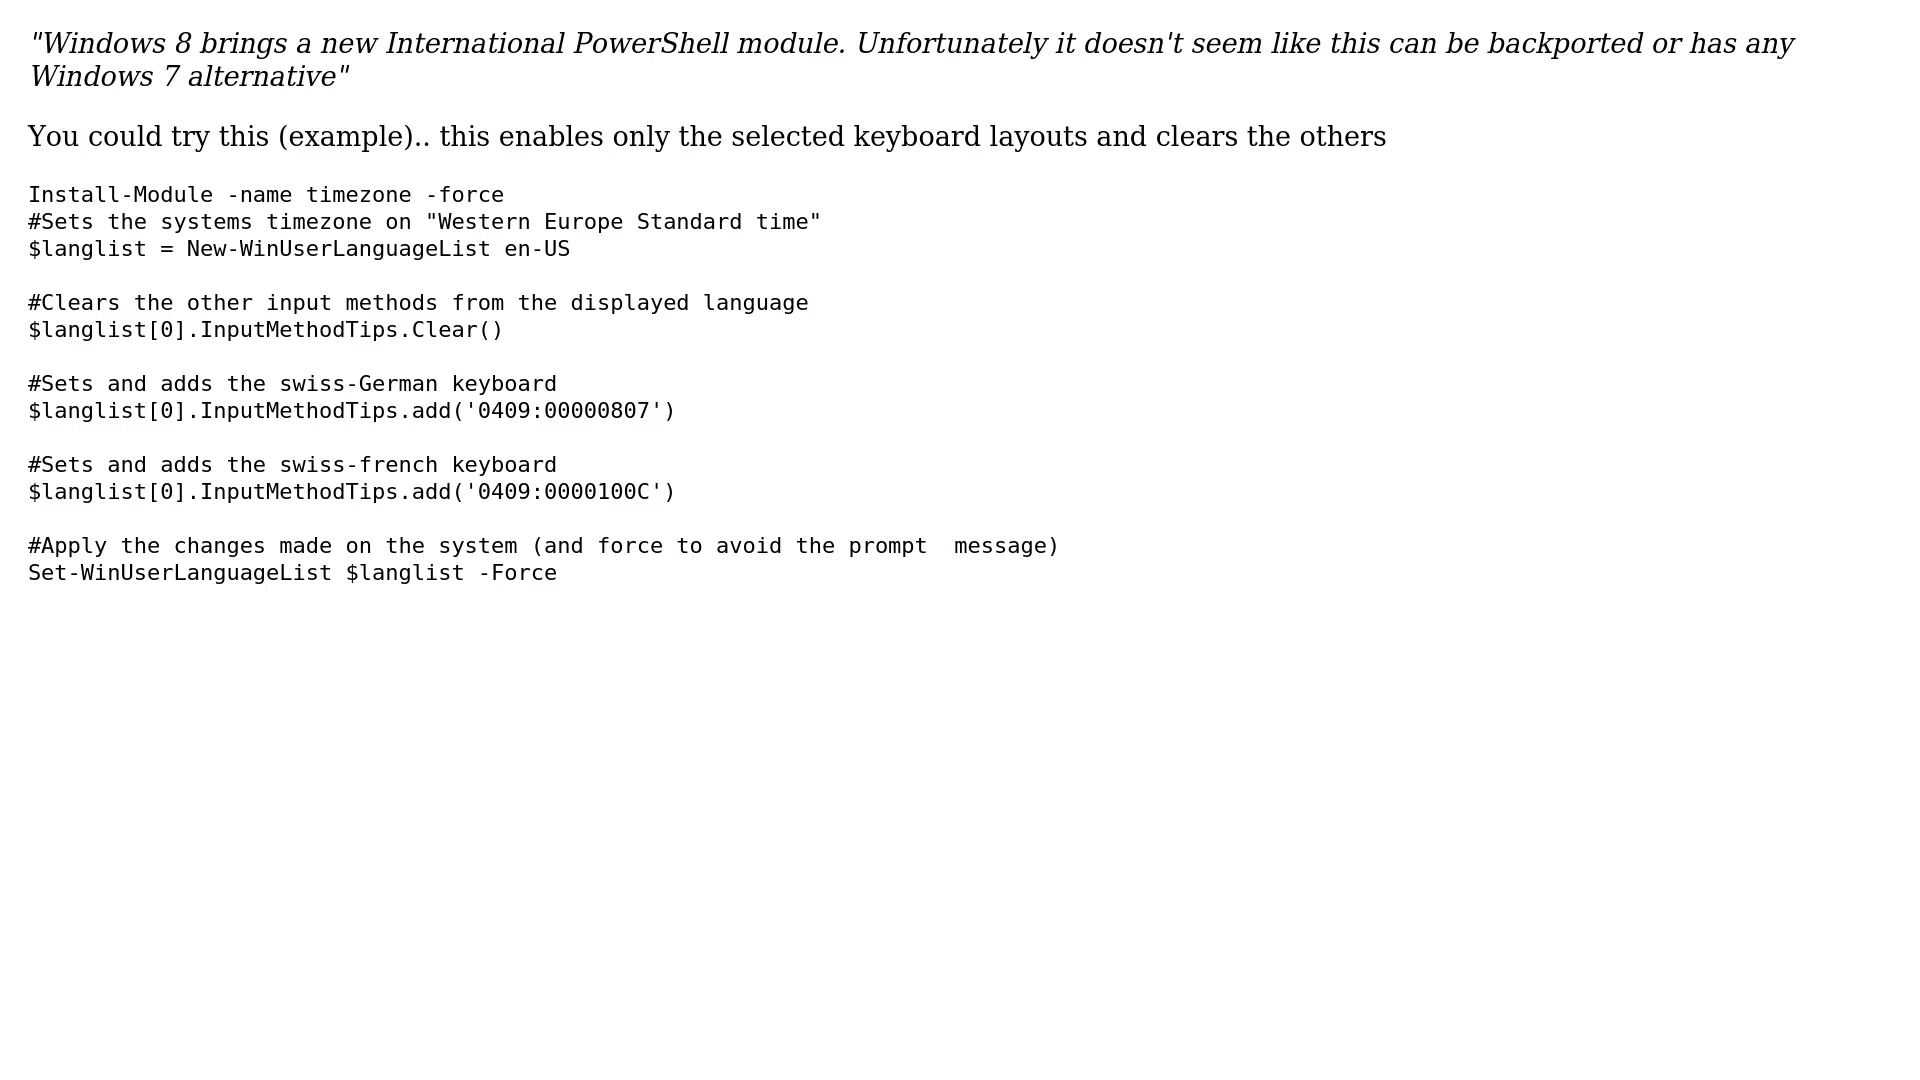 "Windows 8 brings a new International PowerShell module. Unfortunately it doesn't seem like this can be backported or has any
Windows 7 alternative"
You could try this (example).. this enables only the selected keyboard layouts and clears the others
Install-Module -name timezone -force
#Sets the systems timezone on "Western Europe Standard time"
$langlist = New-WinUserLanguageList en-US
#Clears the other input methods from the displayed language
$langlist[0].InputMethodTips.Clear()
#Sets and adds the swiss-German keyboard
$langlist[0].InputMethodTips.add('0409:00000807')
#Sets and adds the swiss-french keyboard
$langlist[0].InputMethodTips.add('0409:0000100C')
#Apply the changes made on the system (and force to avoid the prompt  message)
Set-WinUserLanguageList $langlist -Force